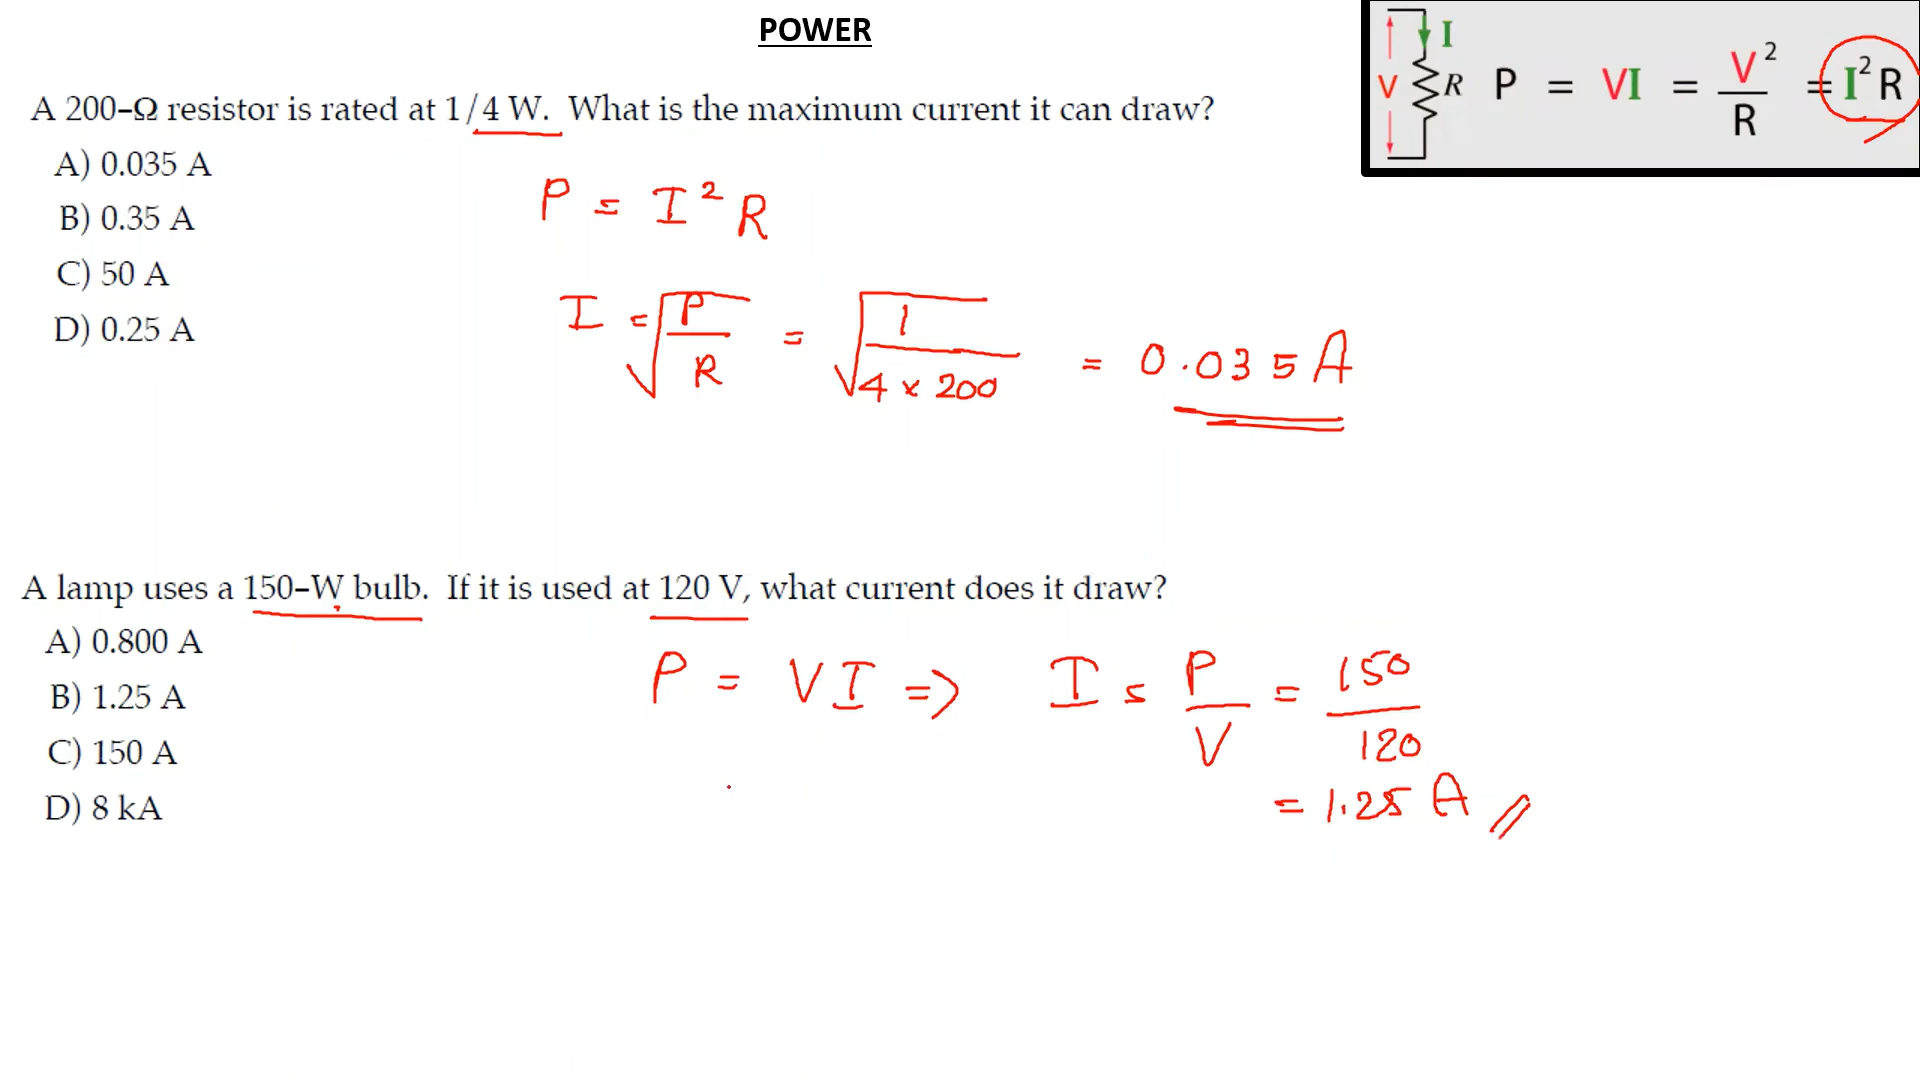 POWER
I
V R P = VI = V² / R = I²R
A 200–Ω resistor is rated at 1/4 W. What is the maximum current it can draw?
A) 0.035 A
B) 0.35 A
C) 50 A
D) 0.25 A
P = I² R
I = √(P / R) = √(1 / 4 × 200) = 0.035 A
A lamp uses a 150–W bulb. If it is used at 120 V, what current does it draw?
A) 0.800 A
B) 1.25 A
C) 150 A
D) 8 kA
P = VI => I = P / V = 150 / 120
= 1.25 A //